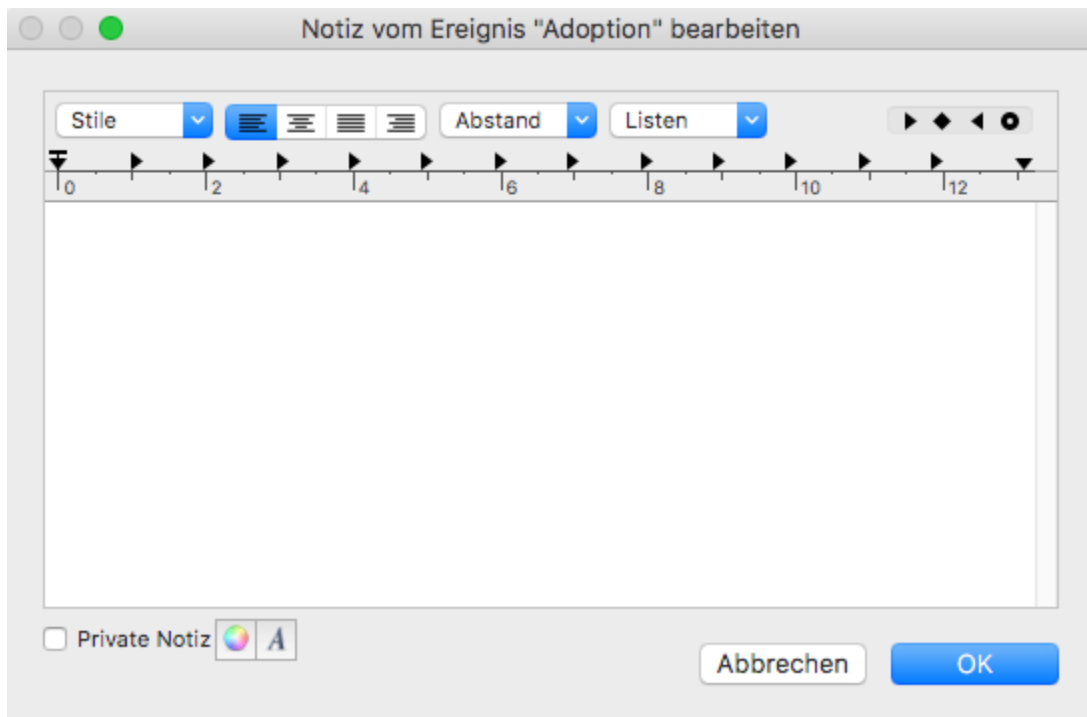 Notiz vom Ereignis "Adoption" bearbeiten
Stile Abstand Listen
0 2 4 6 8 10 12
Private Notiz A
Abbrechen OK